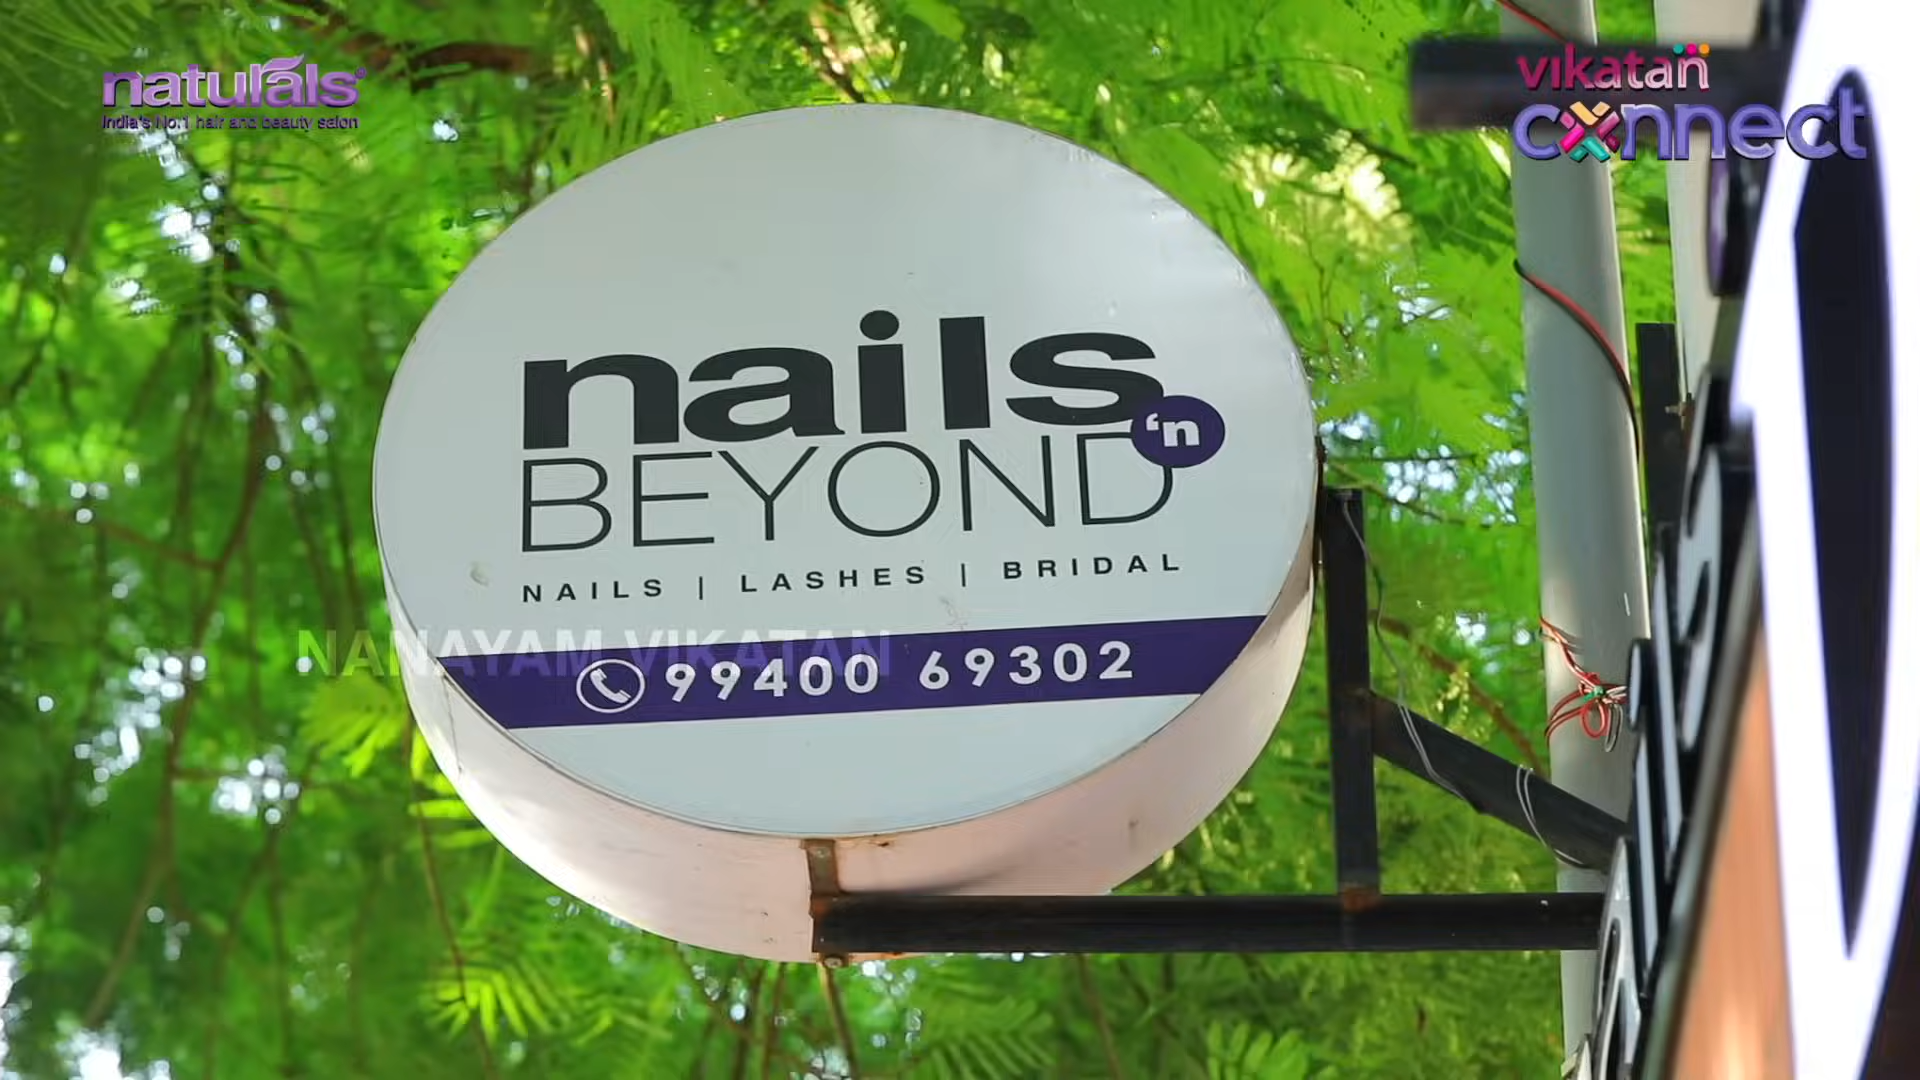 naturals
India's No:1 hair and beauty salon
vikatan
connect
nails
'n
BEYOND
NAILS | LASHES | BRIDAL
NANAYAM VIKATAN
99400 69302